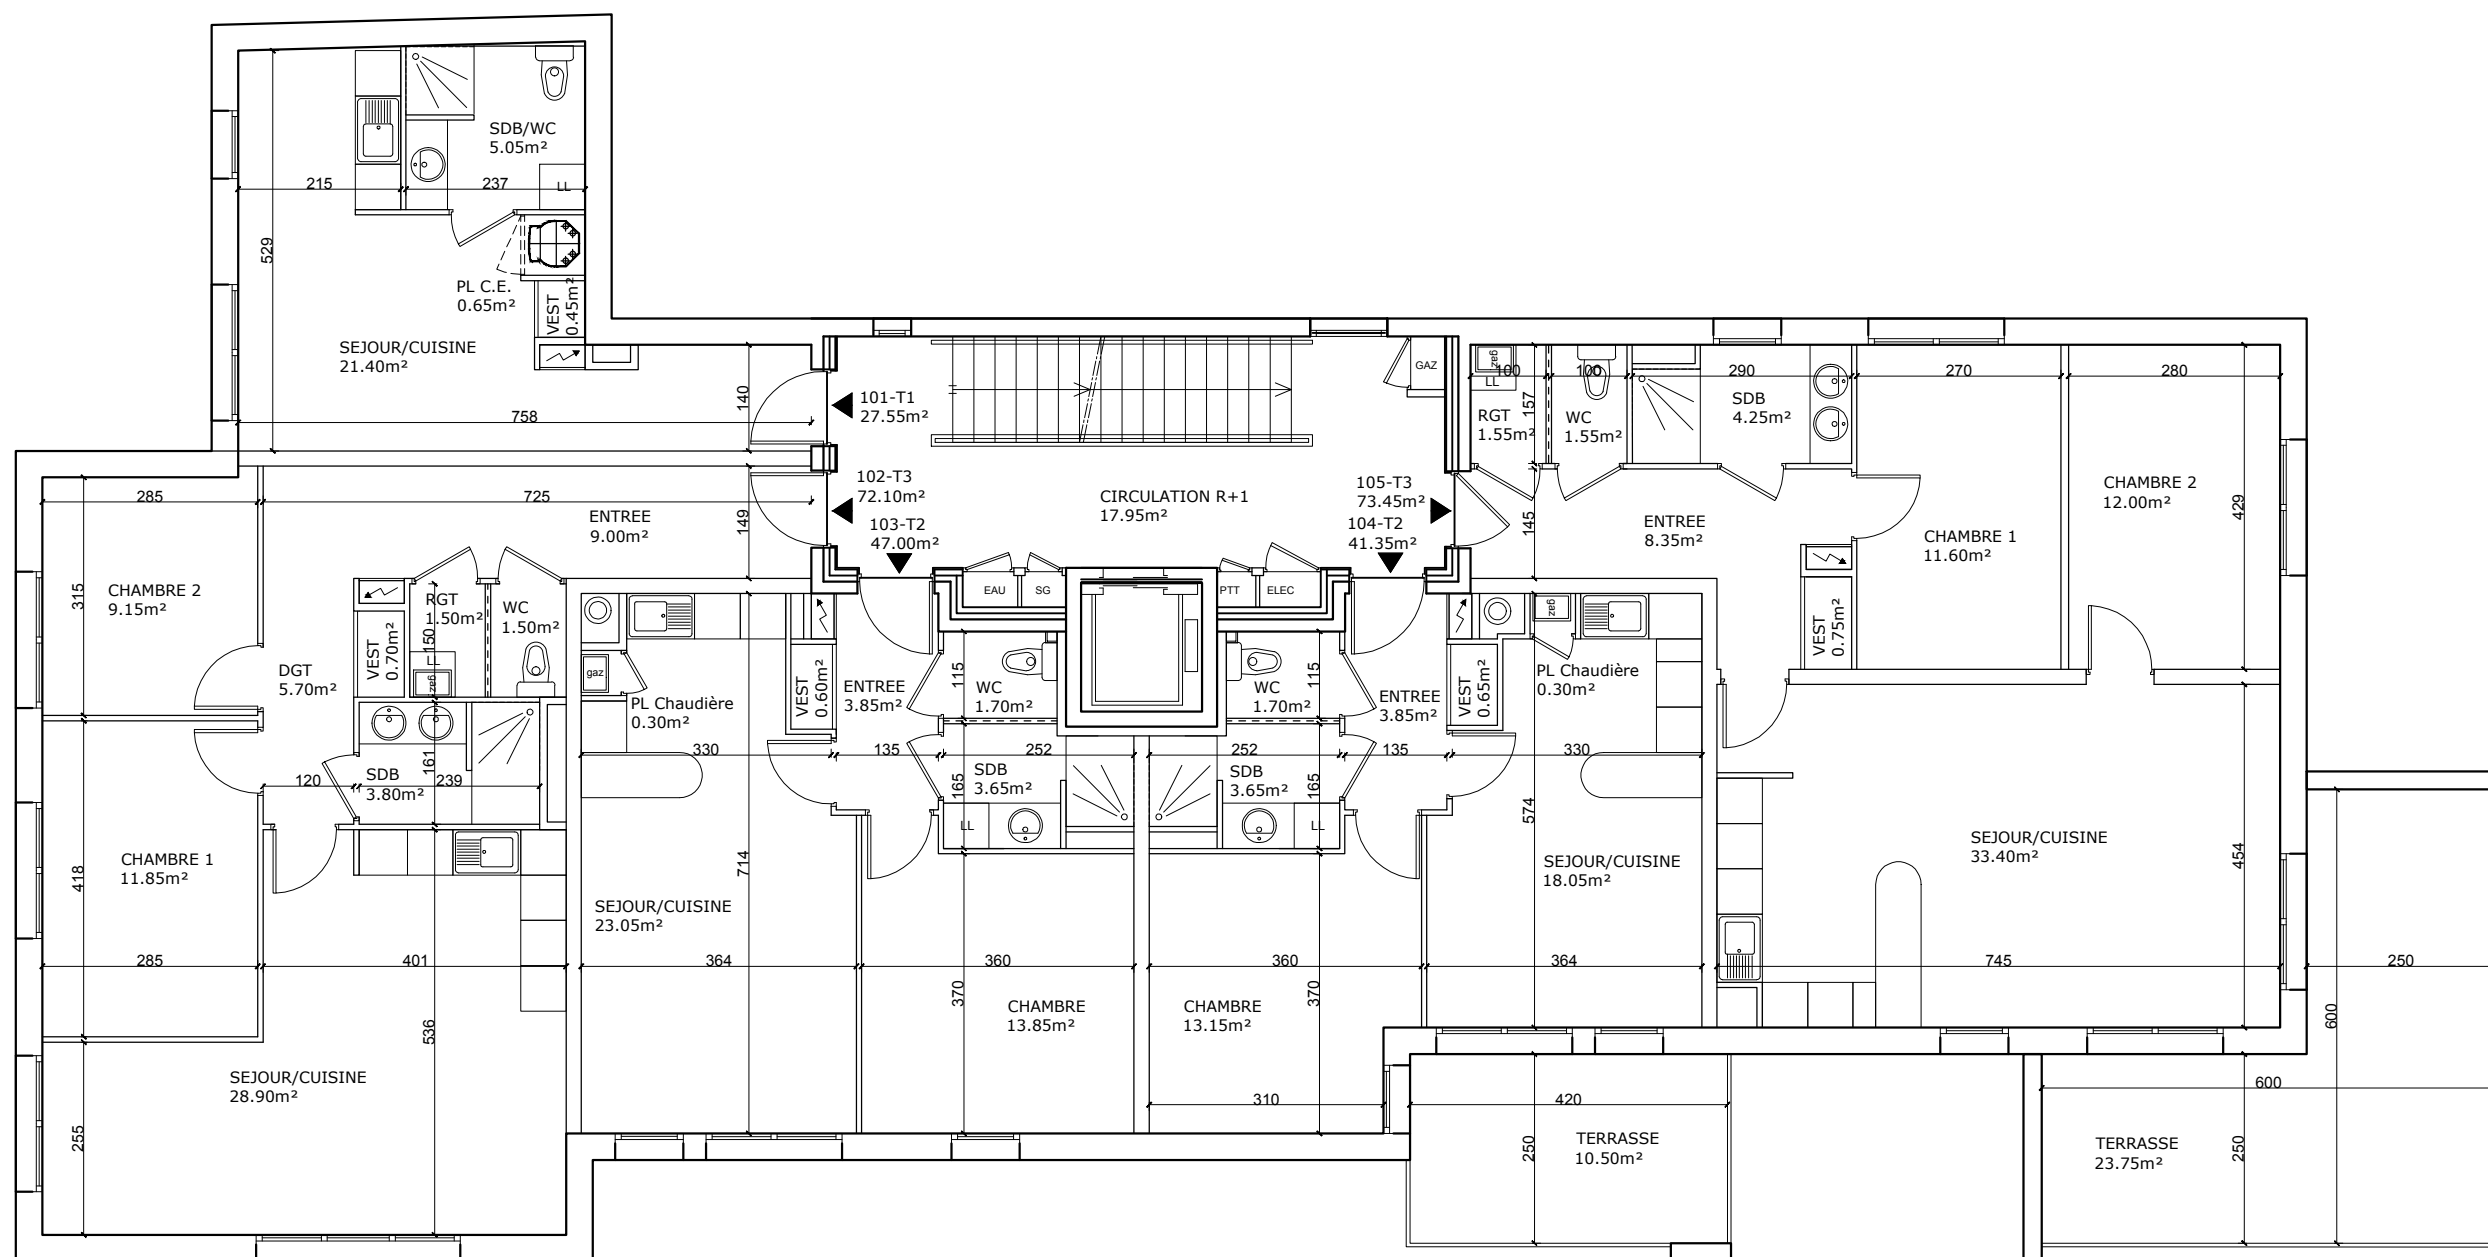 SDB/WC
5.05m²
215
237
LL
529
PL C.E.
0.65m²
VEST
0.45m²
SEJOUR/CUISINE
21.40m²
758
140
101-T1
27.55m²
102-T3
72.10m²
103-T2
47.00m²
CIRCULATION R+1
17.95m²
GAZ
105-T3
73.45m²
104-T2
41.35m²
EAU
SG
PTT
ELEC
gaz
LL
100
100
290
270
280
157
RGT
1.55m²
WC
1.55m²
SDB
4.25m²
145
ENTREE
8.35m²
CHAMBRE 1
11.60m²
CHAMBRE 2
12.00m²
429
VEST
0.75m²
285
725
149
ENTREE
9.00m²
CHAMBRE 2
9.15m²
315
DGT
5.70m²
VEST
0.70m²
RGT
1.50m²
150
LL
gaz
WC
1.50m²
120
SDB
3.80m²
161
239
CHAMBRE 1
11.85m²
418
285
401
536
SEJOUR/CUISINE
28.90m²
255
gaz
PL Chaudière
0.30m²
330
VEST
0.60m²
ENTREE
3.85m²
115
WC
1.70m²
135
252
SDB
3.65m²
165
LL
714
SEJOUR/CUISINE
23.05m²
364
360
370
CHAMBRE
13.85m²
WC
1.70m²
115
ENTREE
3.85m²
VEST
0.65m²
gaz
PL Chaudière
0.30m²
252
135
330
SDB
3.65m²
165
LL
574
SEJOUR/CUISINE
18.05m²
360
364
370
CHAMBRE
13.15m²
310
SEJOUR/CUISINE
33.40m²
454
745
250
600
420
250
TERRASSE
10.50m²
600
250
TERRASSE
23.75m²